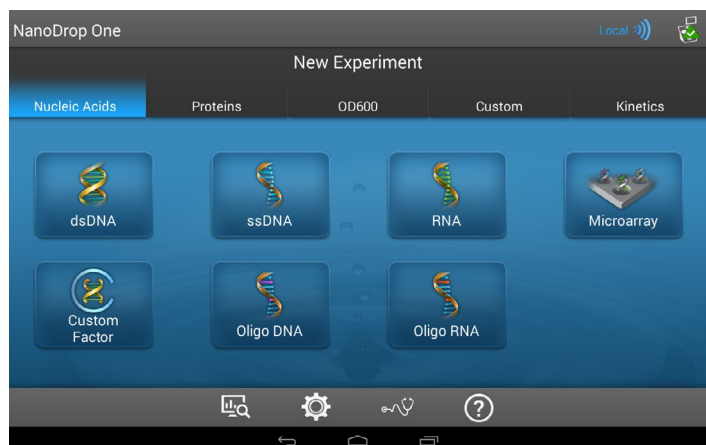 NanoDrop One
Local
New Experiment
Nucleic Acids Proteins OD600 Custom Kinetics
dsDNA ssDNA RNA Microarray
Custom
Factor
Oligo DNA Oligo RNA
?